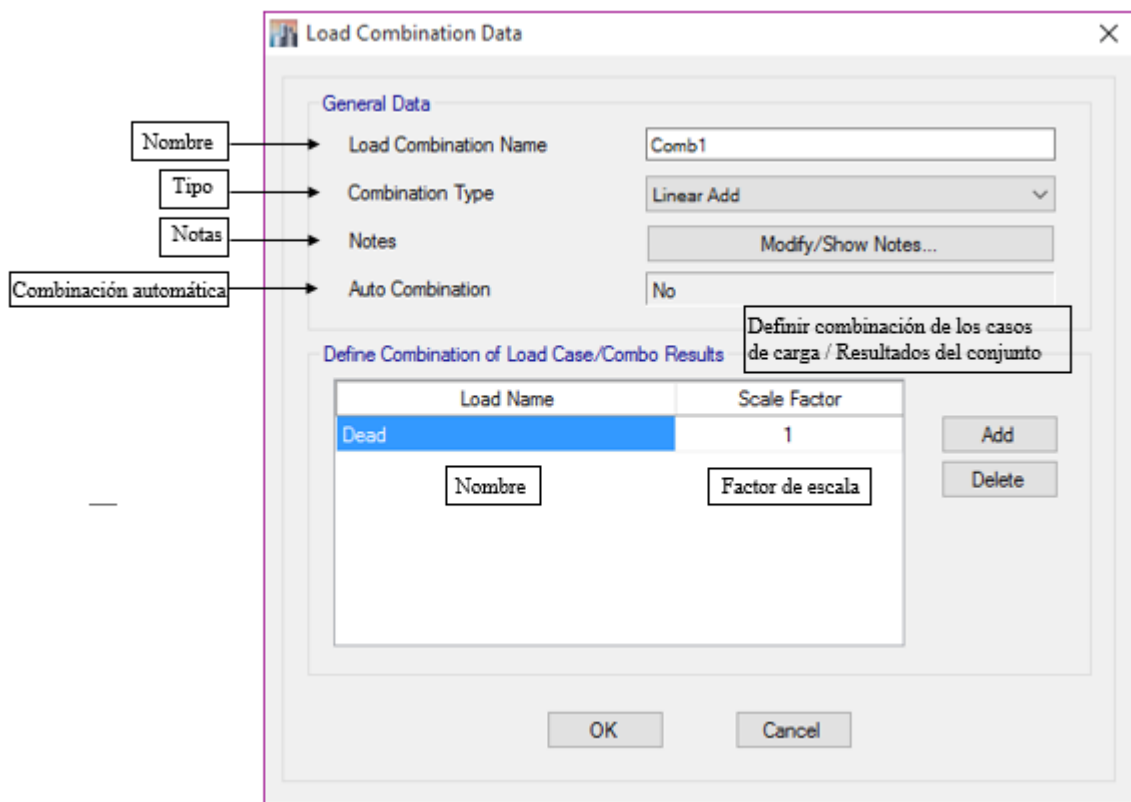 Load Combination Data
General Data
Nombre
Load Combination Name
Comb1
Tipo
Combination Type
Linear Add
Notas
Notes
Modify/Show Notes...
Combinación automática
Auto Combination
No
Definir combinación de los casos
de carga / Resultados del conjunto
Define Combination of Load Case/Combo Results
Load Name
Scale Factor
Dead
1
Add
Nombre
Factor de escala
Delete
OK
Cancel